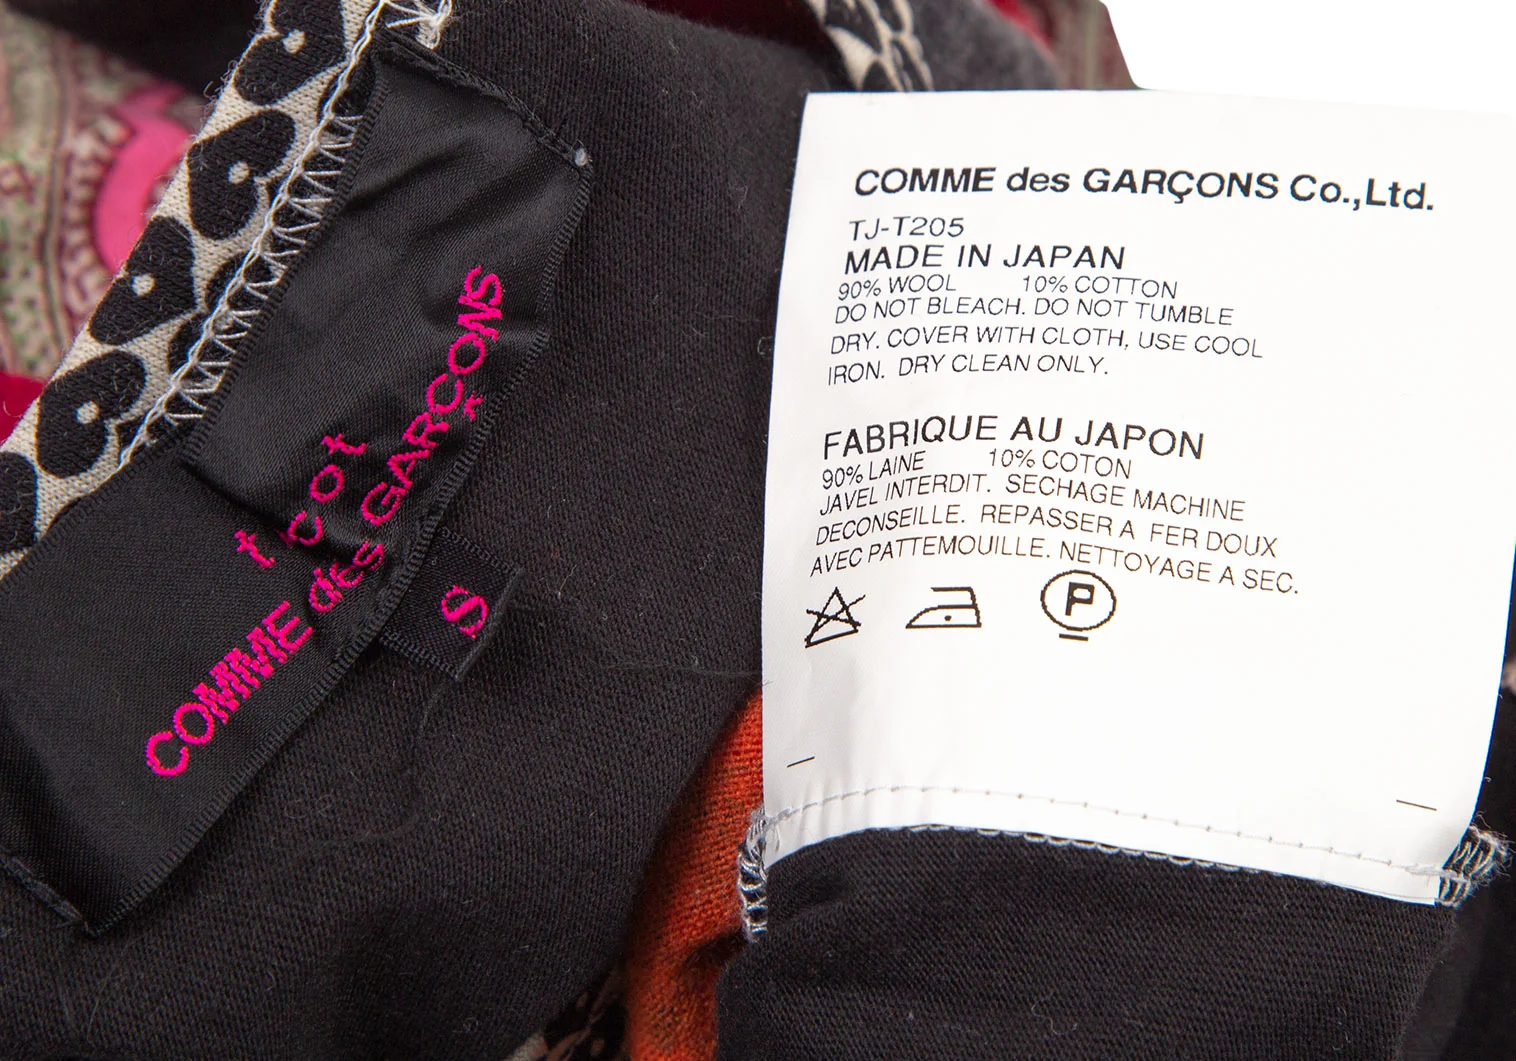 t
cot
COMME des GARÇONS
S
COMME des GARÇONS Co.,Ltd.
TJ-T205
MADE IN JAPAN
90% WOOL 10% COTTON
DO NOT BLEACH. DO NOT TUMBLE
DRY. COVER WITH CLOTH, USE COOL
IRON. DRY CLEAN ONLY.
FABRIQUE AU JAPON
90% LAINE 10% COTON
JAVEL INTERDIT. SECHAGE MACHINE
DECONSEILLE. REPASSER A FER DOUX
AVEC PATTEMOUILLE. NETTOYAGE A SEC.
P